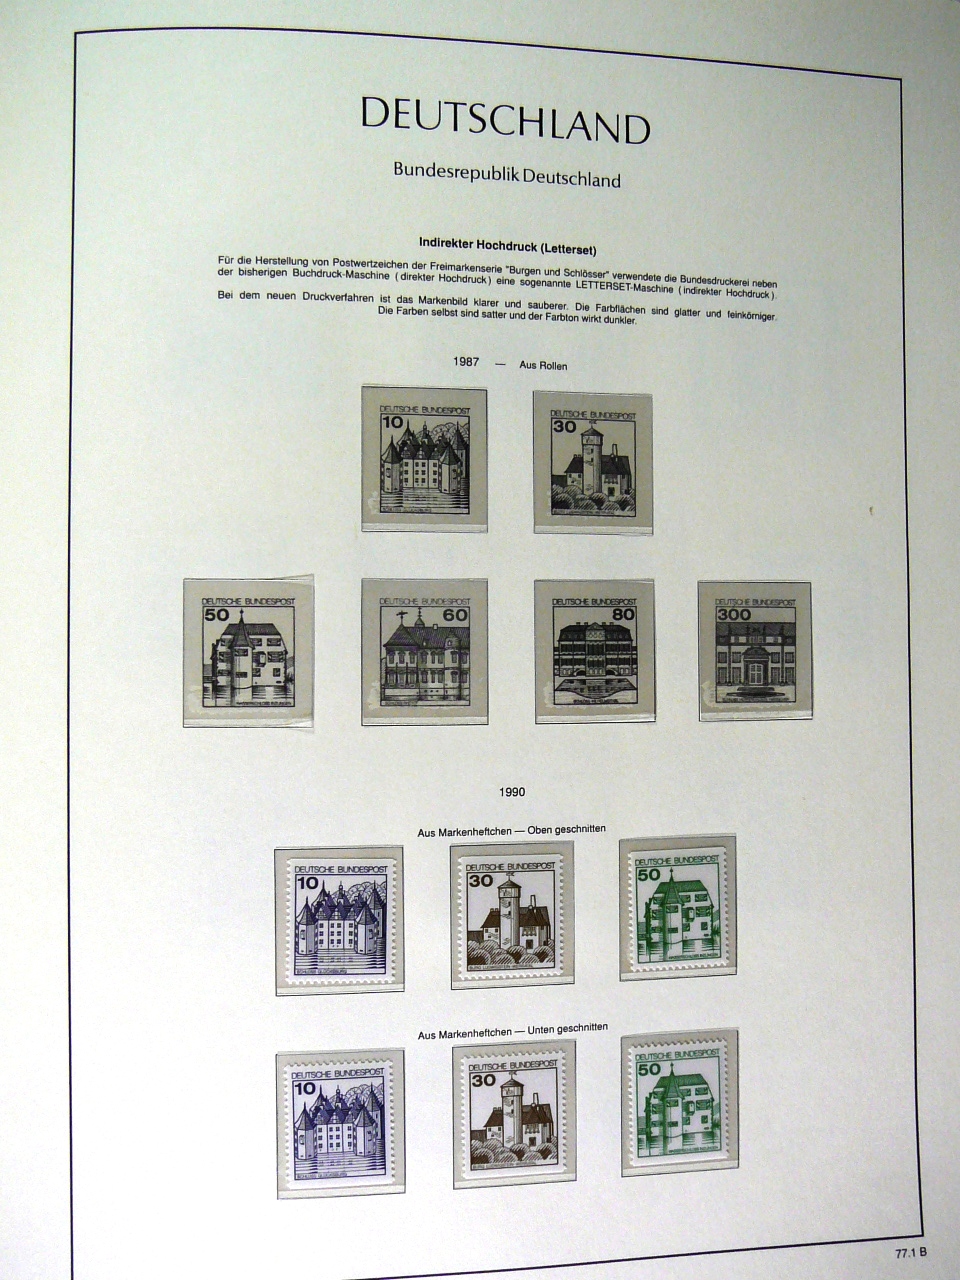 DEUTSCHLAND
Bundesrepublik Deutschland
Indirekter Hochdruck (Letterset)
Für die Herstellung von Postwertzeichen der Freimarkenserie "Burgen und Schlösser" verwendete die Bundesdruckerei neben
der bisherigen Buchdruck-Maschine (direkter Hochdruck) eine sogenannte LETTERSET-Maschine (indirekter Hochdruck).
Bei dem neuen Druckverfahren ist das Markenbild klarer und sauberer. Die Farbflächen sind glatter und feinkörniger.
Die Farben selbst sind satter und der Farbton wirkt dunkler.
1987 — Aus Rollen
DEUTSCHE BUNDESPOST
10
DEUTSCHE BUNDESPOST
30
DEUTSCHE BUNDESPOST
50
DEUTSCHE BUNDESPOST
60
DEUTSCHE BUNDESPOST
80
DEUTSCHE BUNDESPOST
300
1990
Aus Markenheftchen — Oben geschnitten
DEUTSCHE BUNDESPOST
10
SCHLOSS GLÜCKSBURG
DEUTSCHE BUNDESPOST
30
DEUTSCHE BUNDESPOST
50
Aus Markenheftchen — Unten geschnitten
DEUTSCHE BUNDESPOST
10
SCHLOSS GLÜCKSBURG
DEUTSCHE BUNDESPOST
30
DEUTSCHE BUNDESPOST
50
77.1 B